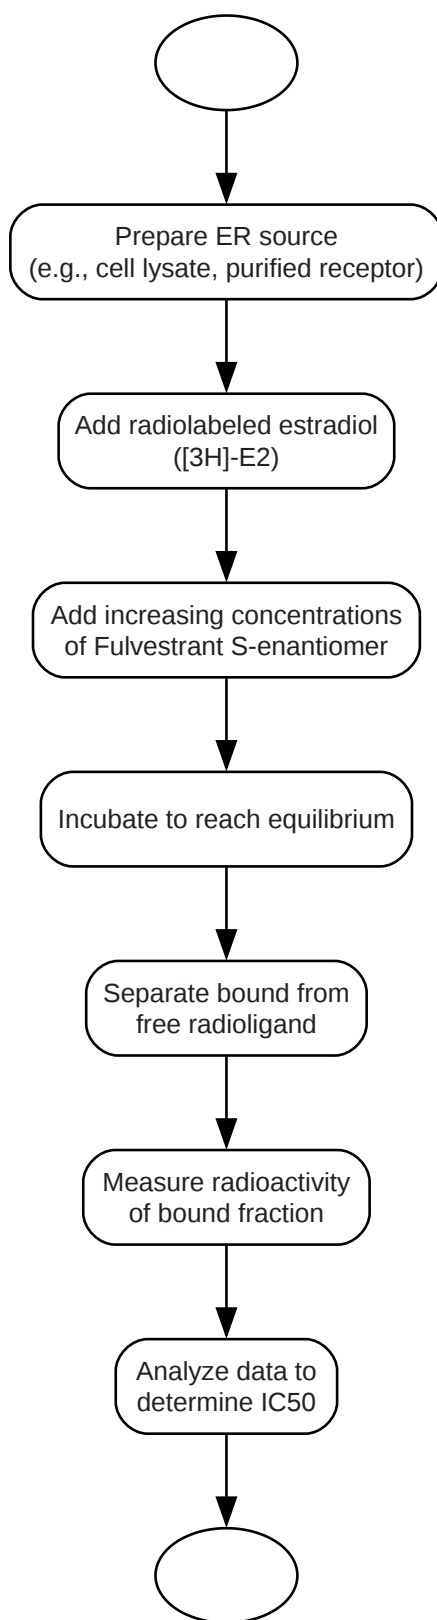 Prepare ER source
(e.g., cell lysate, purified receptor)
Add radiolabeled estradiol
([3H]-E2)
Add increasing concentrations
of Fulvestrant S-enantiomer
Incubate to reach equilibrium
Separate bound from
free radioligand
Measure radioactivity
of bound fraction
Analyze data to
determine IC50